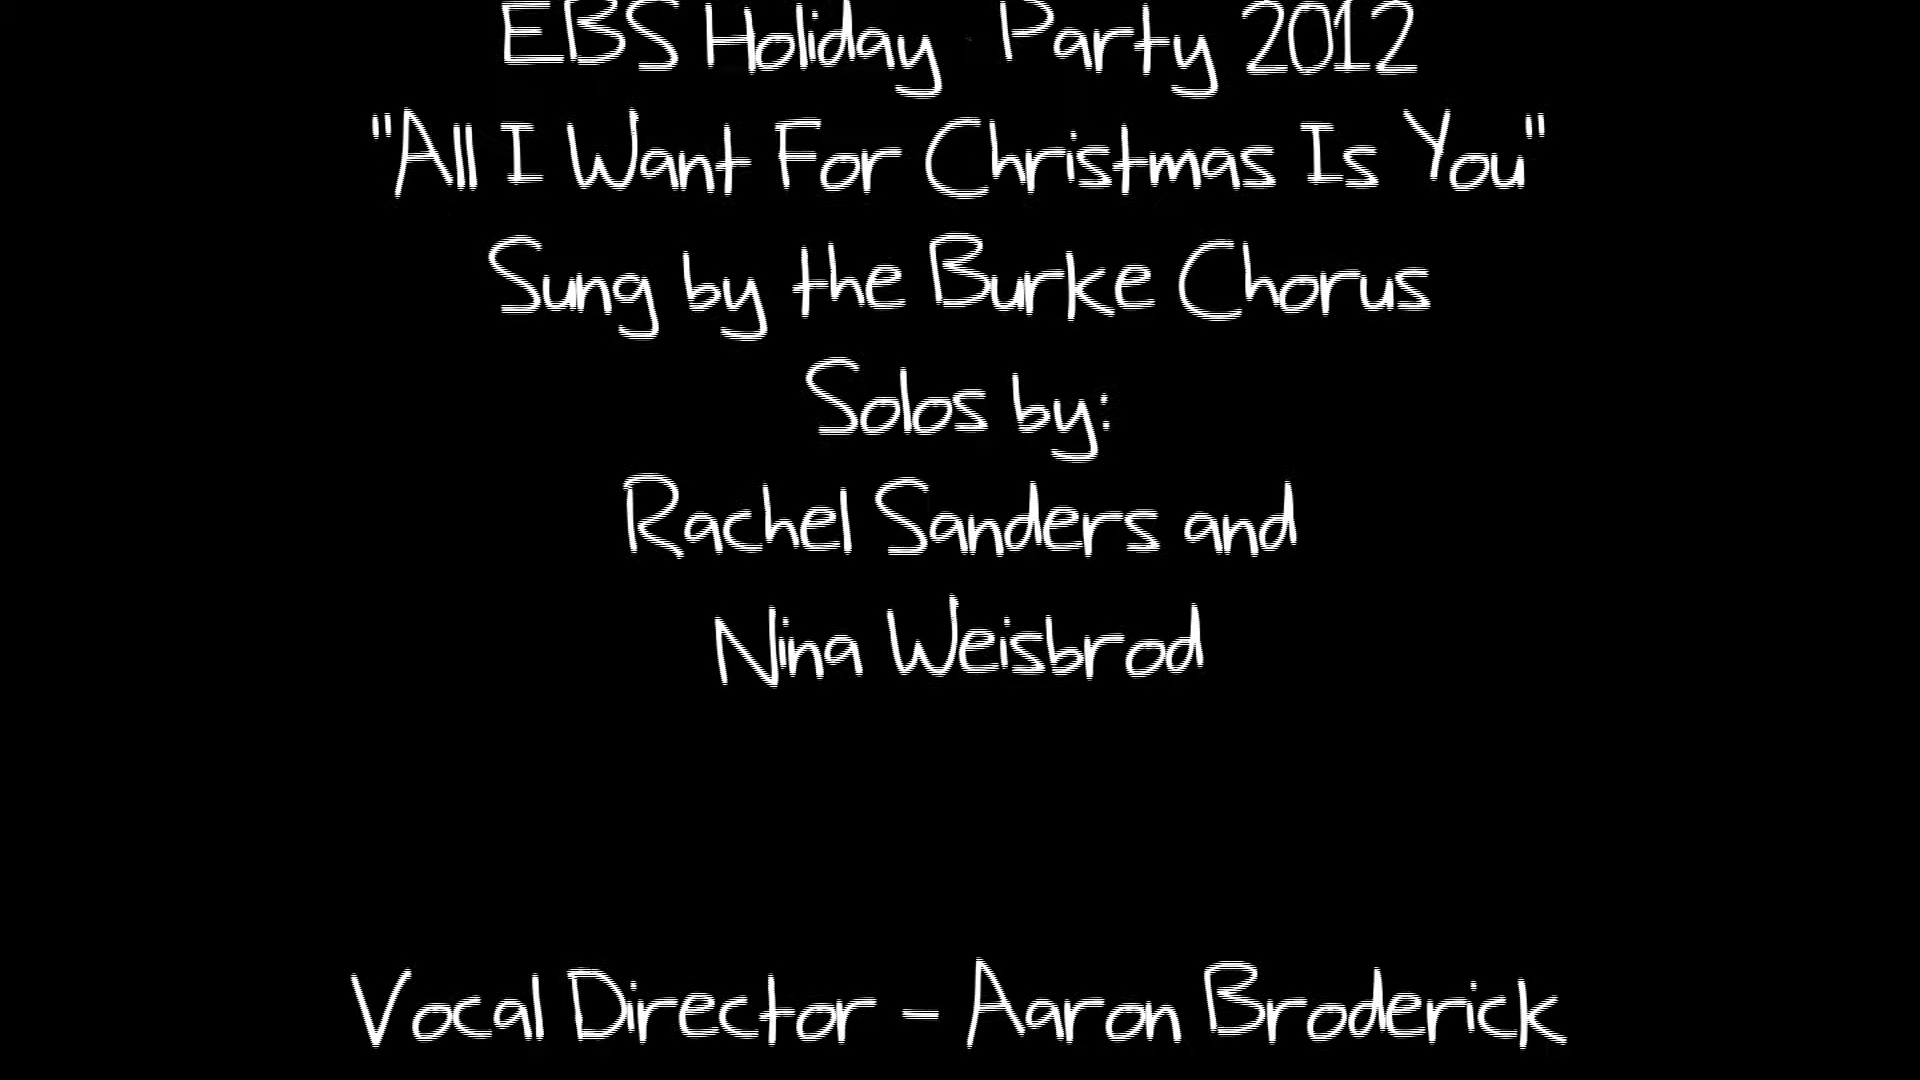 EBS Holiday Party 2012
"All I Want For Christmas Is You"
Sung by the Burke Chorus
Solos by:
Rachel Sanders and
Nina Weisbrod
Vocal Director - Aaron Broderick